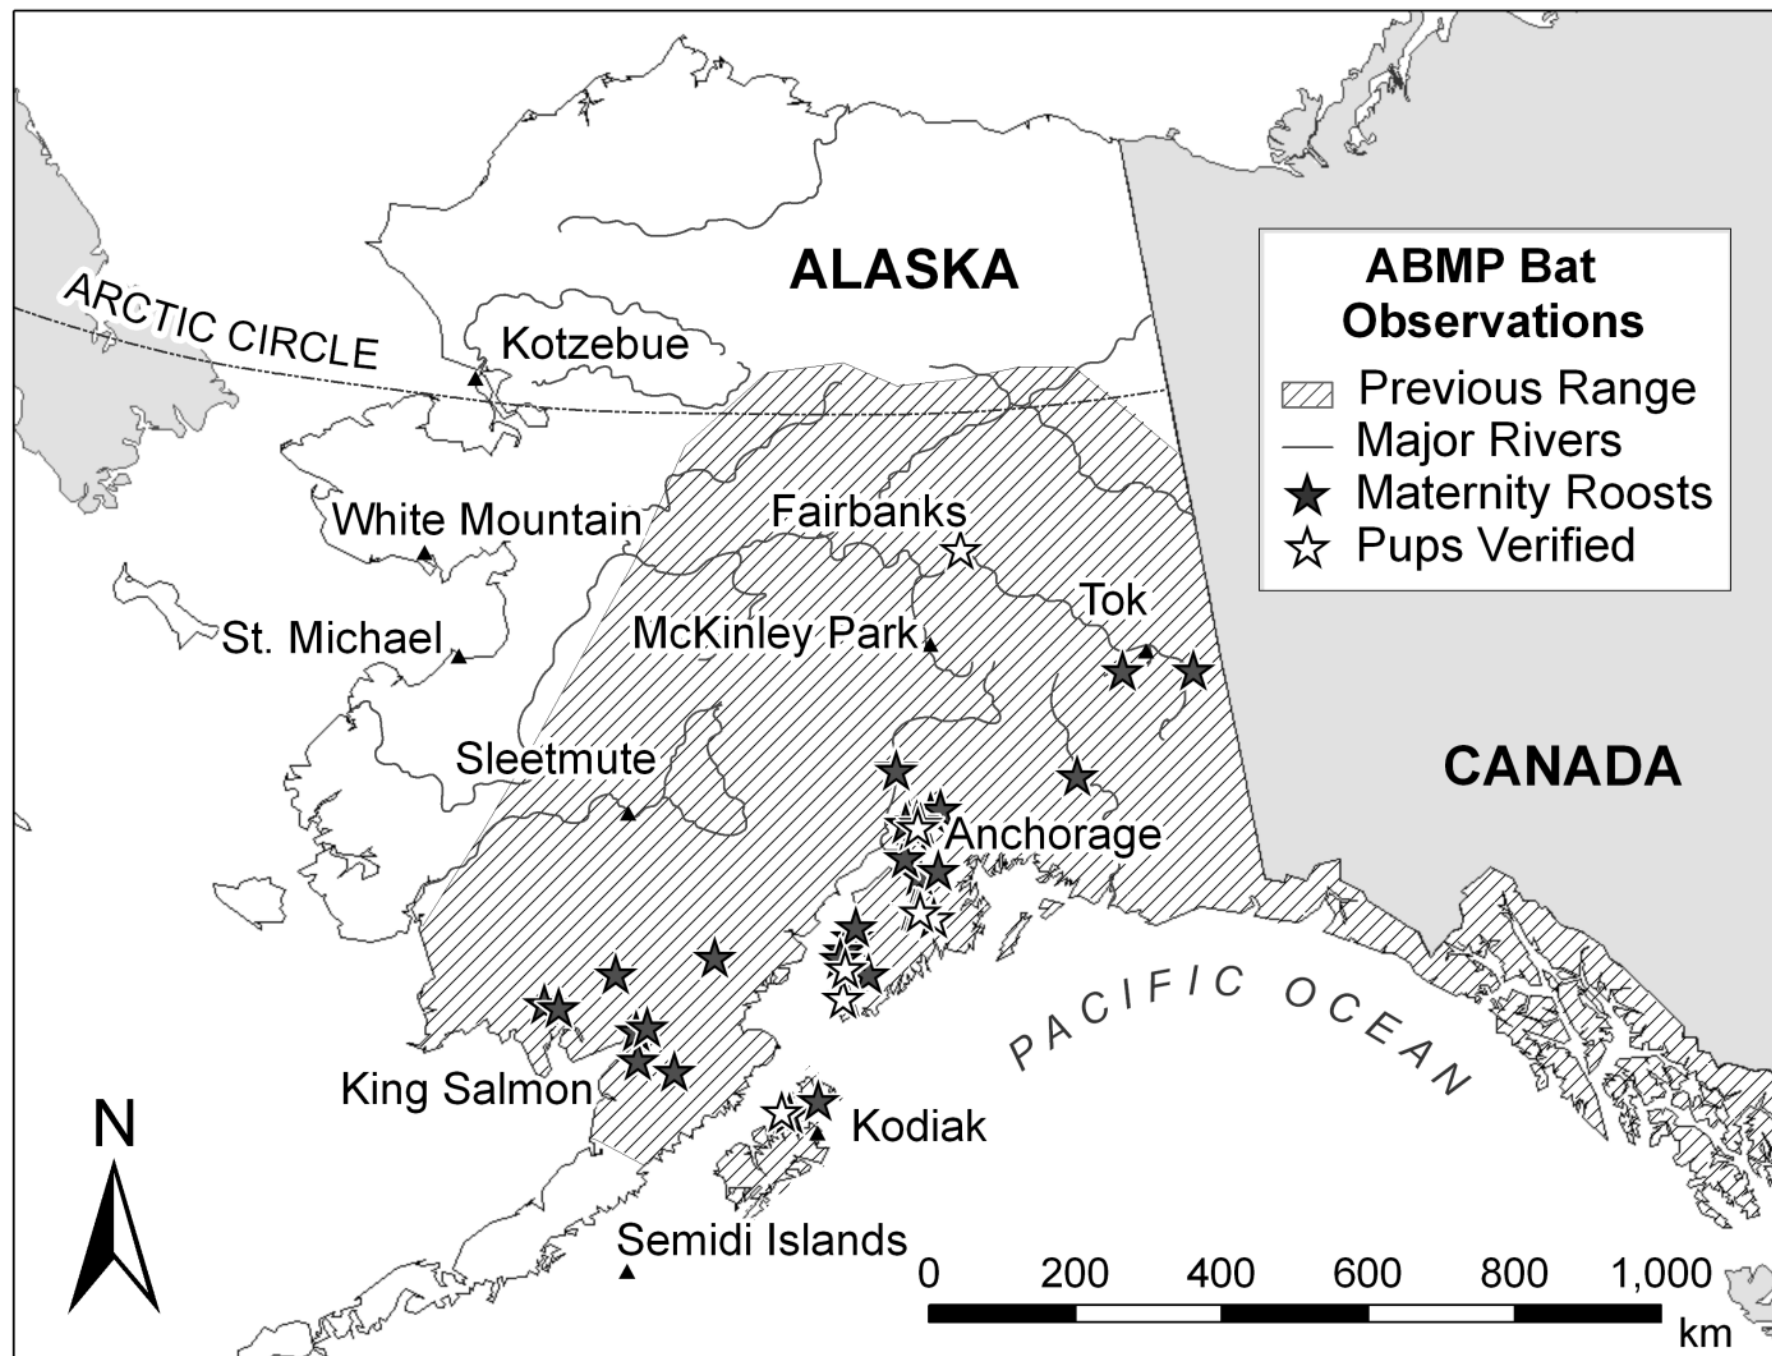 ALASKA
ARCTIC CIRCLE
Kotzebue
ABMP Bat
Observations
Previous Range
Major Rivers
Maternity Roosts
Pups Verified
White Mountain
Fairbanks
Tok
St. Michael
McKinley Park
Sleetmute
CANADA
Anchorage
PACIFIC OCEAN
King Salmon
N
Kodiak
Semidi Islands
0 200 400 600 800 1,000
km